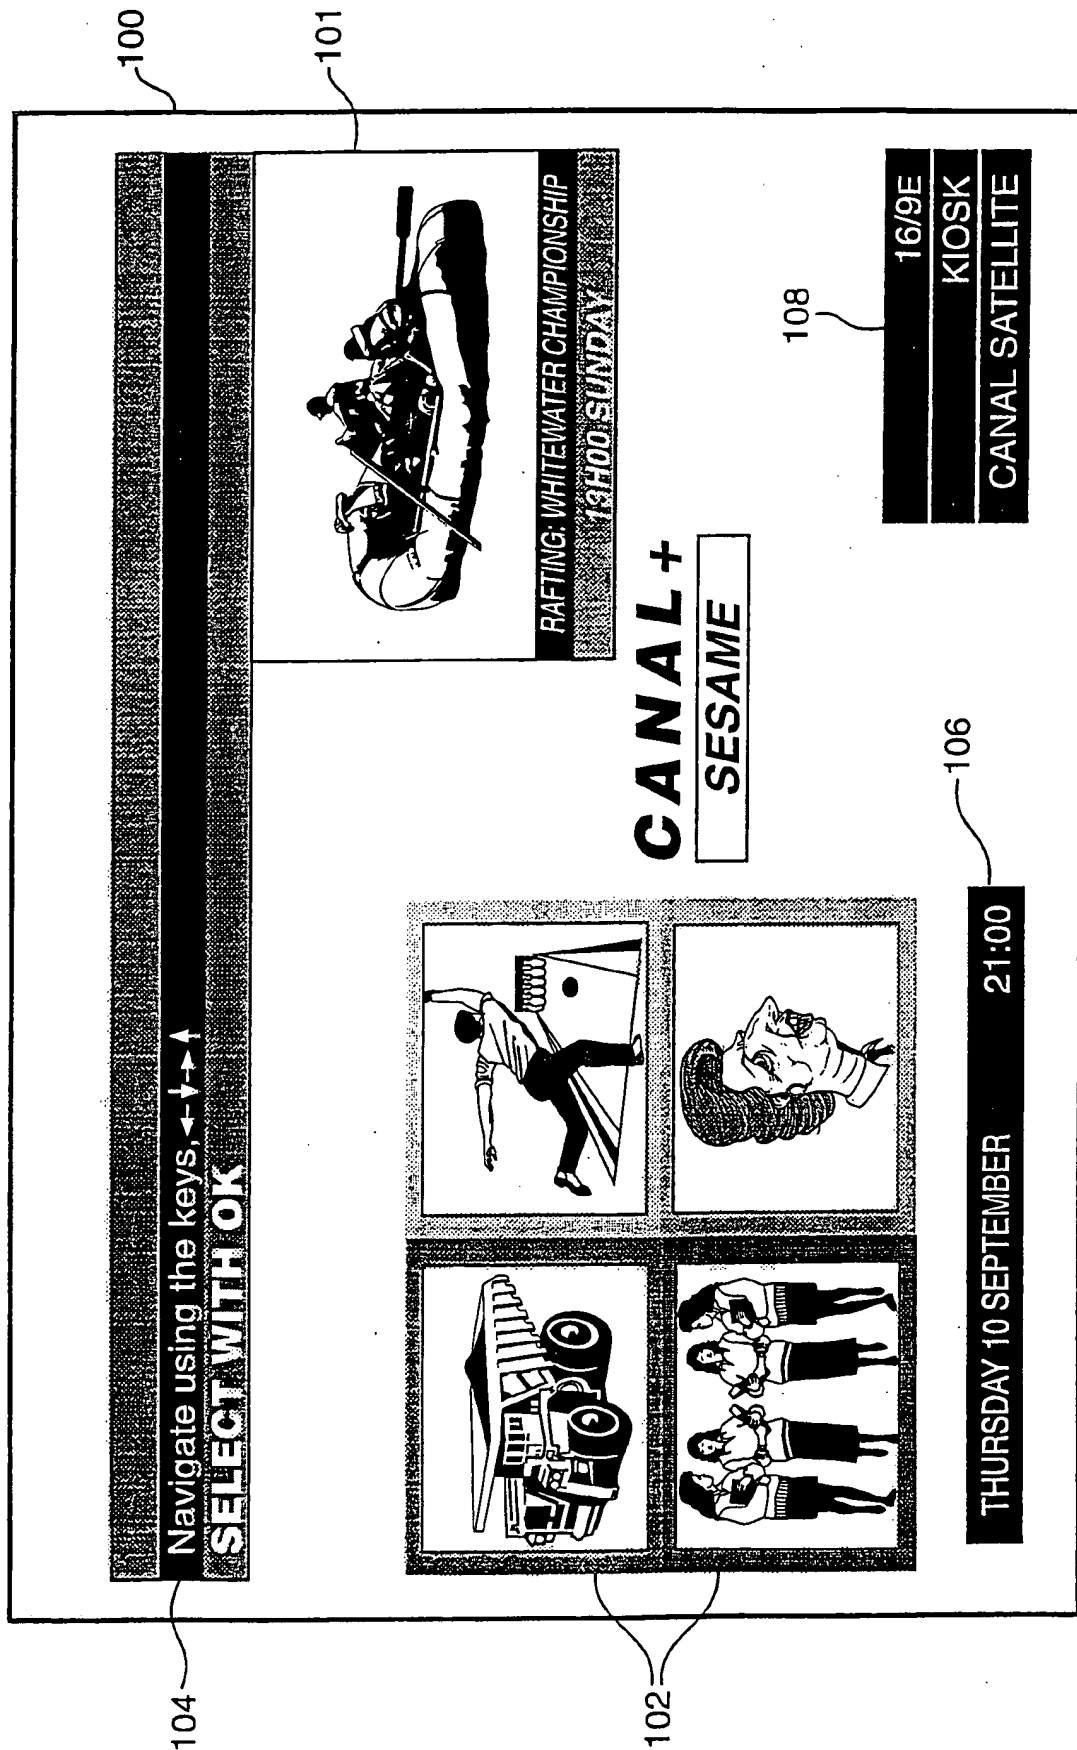 100
101
104
Navigate using the keys,←↓→↑
SELECT WITH OK
RAFTING: WHITEWATER CHAMPIONSHIP
13H00 SUNDAY
CANAL+
SESAME
102
108
16/9E
KIOSK
CANAL SATELLITE
106
THURSDAY 10 SEPTEMBER 21:00